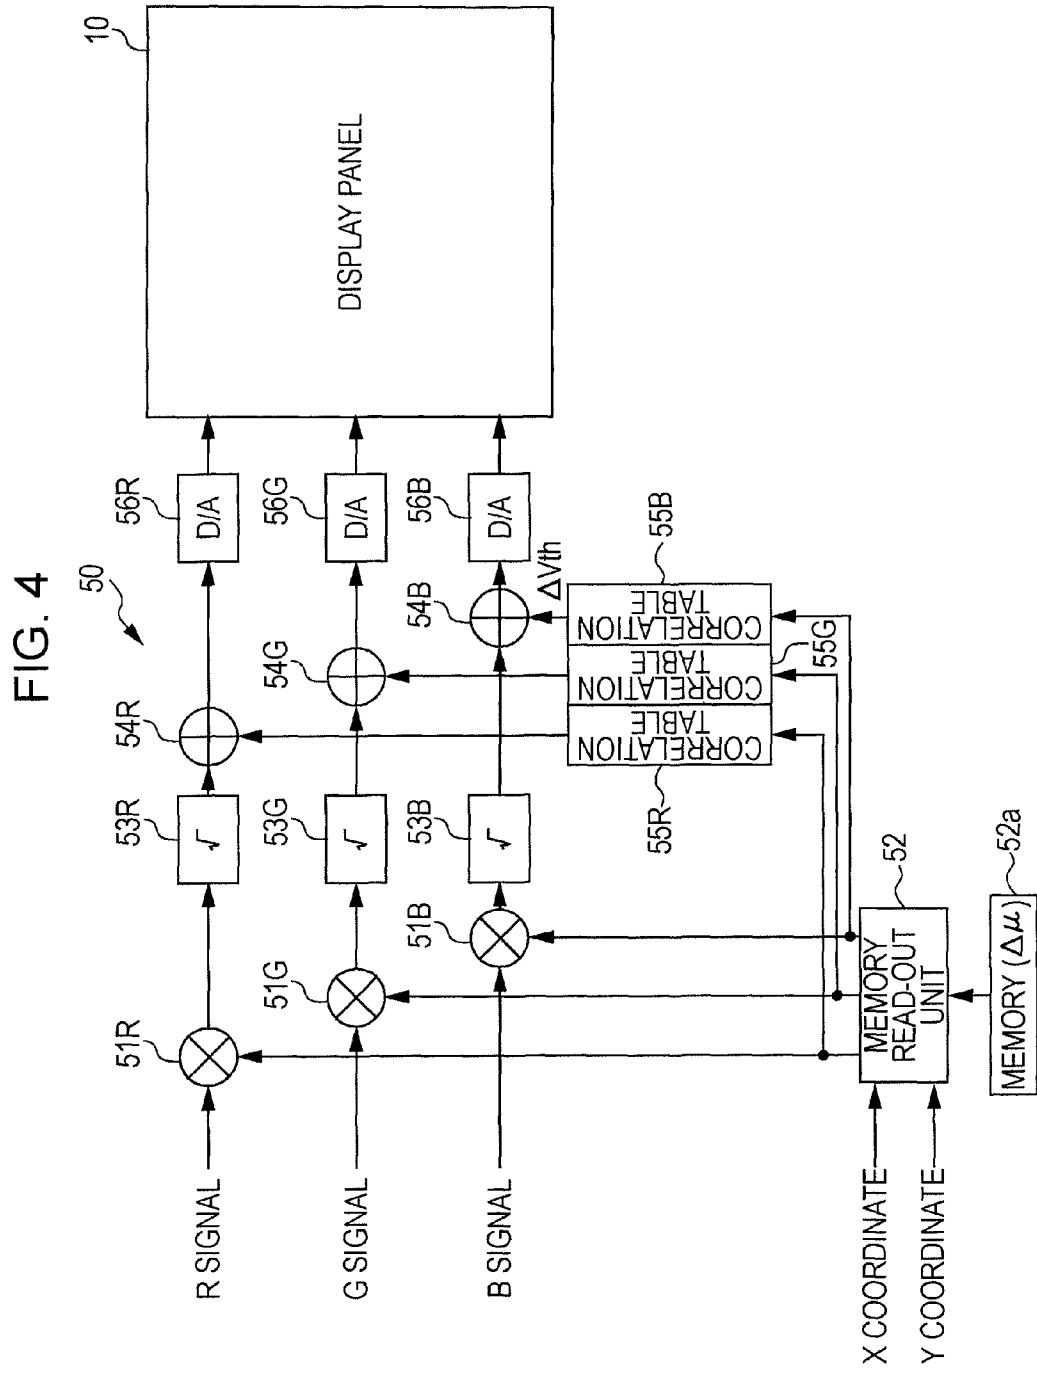 FIG. 4
50
10
DISPLAY PANEL
R SIGNAL
51R
53R
√
54R
56R
D/A
G SIGNAL
51G
53G
√
54G
56G
D/A
B SIGNAL
51B
53B
√
54B
56B
D/A
ΔVth
55R
CORRELATION
TABLE
55G
CORRELATION
TABLE
55B
CORRELATION
TABLE
X COORDINATE
Y COORDINATE
52
MEMORY
READ-OUT
UNIT
52a
MEMORY (Δμ)